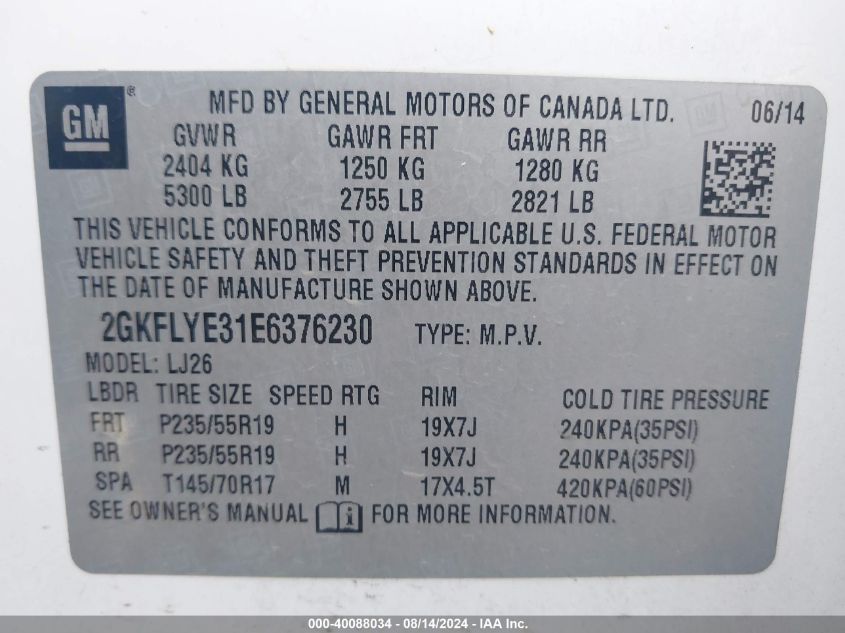 GM ® MFD BY GENERAL MOTORS OF CANADA LTD. 06/14
GVWR GAWR FRT GAWR RR
2404 KG 1250 KG 1280 KG
5300 LB 2755 LB 2821 LB
THIS VEHICLE CONFORMS TO ALL APPLICABLE U.S. FEDERAL MOTOR
VEHICLE SAFETY AND THEFT PREVENTION STANDARDS IN EFFECT ON
THE DATE OF MANUFACTURE SHOWN ABOVE.
2GKFLYE31E6376230 TYPE: M.P.V.
MODEL: LJ26
LBDR TIRE SIZE SPEED RTG RIM COLD TIRE PRESSURE
FRT P235/55R19 H 19X7J 240KPA(35PSI)
RR P235/55R19 H 19X7J 240KPA(35PSI)
SPA T145/70R17 M 17X4.5T 420KPA(60PSI)
SEE OWNER'S MANUAL i FOR MORE INFORMATION.
000-40088034 - 08/14/2024 - IAA Inc.